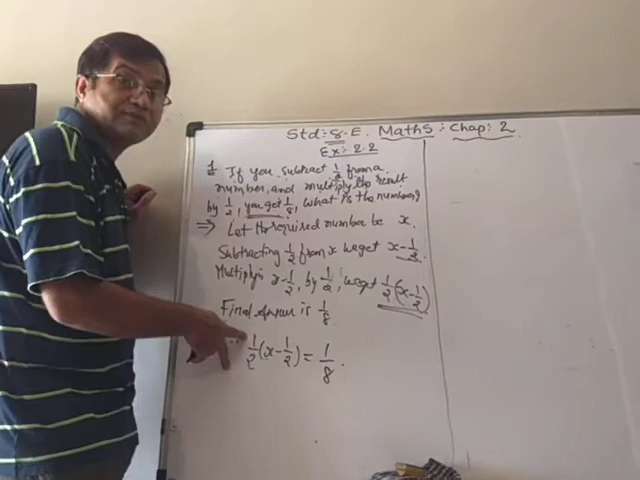 Std:- 8-E. Maths : Chap: 2
Ex: 2.2
1 If you subtract 1/2 from a
number, and multiply the result
by 1/2, you get 1/8, what is the number
⇒ Let the required number be x.
Subtracting 1/2 from x we get x-1/2.
Multiplying x-1/2, by 1/2, we get 1/2(x-1/2)
Final answer is 1/8
1/2(x-1/2) = 1/8.